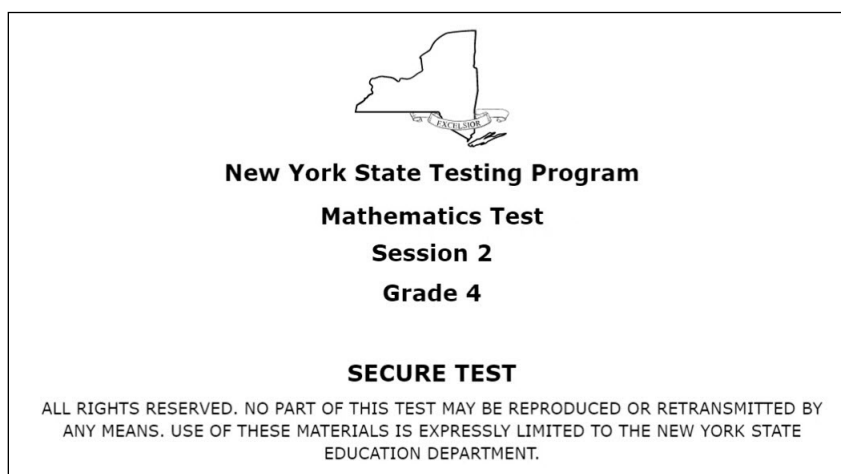 EXCELSIOR
New York State Testing Program
Mathematics Test
Session 2
Grade 4
SECURE TEST
ALL RIGHTS RESERVED. NO PART OF THIS TEST MAY BE REPRODUCED OR RETRANSMITTED BY
ANY MEANS. USE OF THESE MATERIALS IS EXPRESSLY LIMITED TO THE NEW YORK STATE
EDUCATION DEPARTMENT.